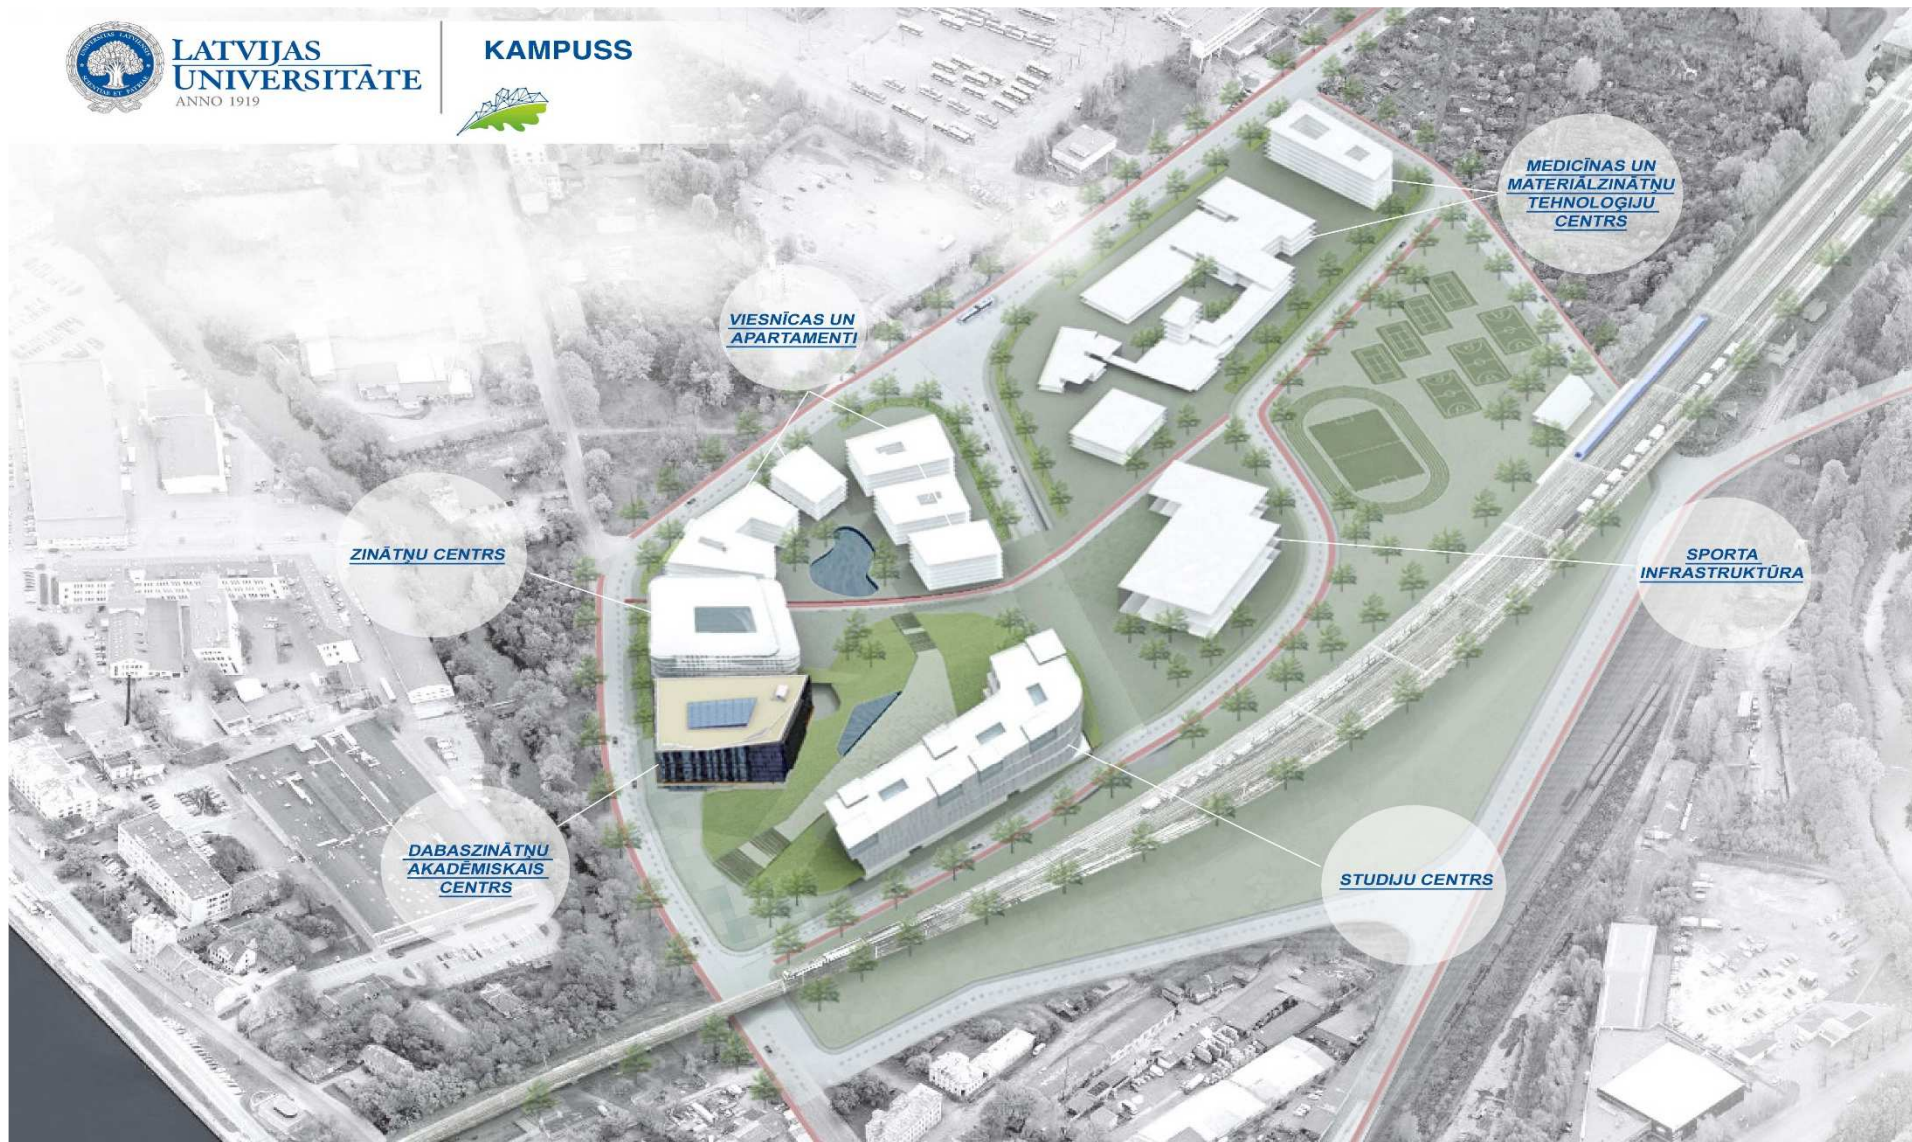 LATVIJAS
UNIVERSITĀTE
ANNO 1919
KAMPUSS
MEDICĪNAS UN
MATERIĀLZINĀTŅU
TEHNOLOĢIJU
CENTRS
VIESNĪCAS UN
APARTAMENTI
ZINĀTŅU CENTRS
SPORTA
INFRASTRUKTŪRA
DABASZINĀTŅU
AKADĒMISKAIS
CENTRS
STUDIJU CENTRS